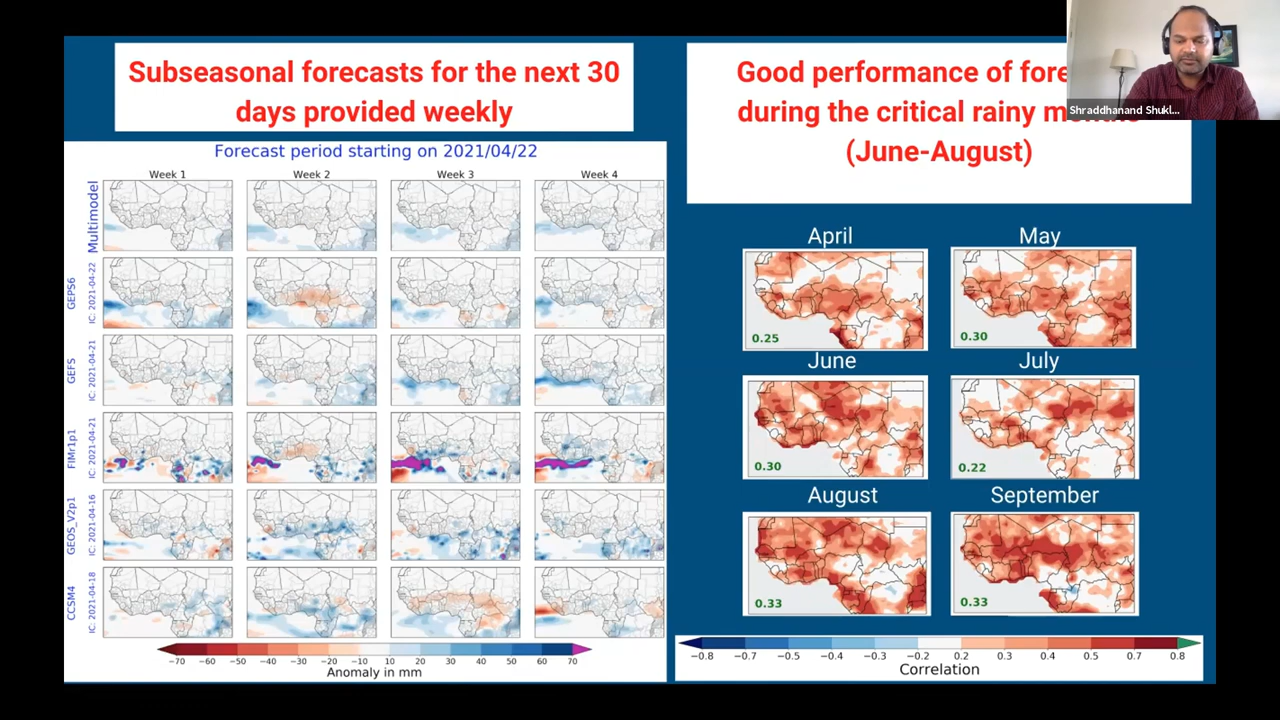 Subseasonal forecasts for the next 30
days provided weekly
Forecast period starting on 2021/04/22
Week 1 Week 2 Week 3 Week 4
Multimodel
GEPS6
IC: 2021-04-22
GEFS
IC: 2021-04-21
FIMr1p1
IC: 2021-04-21
GEOS_V2p1
IC: 2021-04-16
CCSM4
IC: 2021-04-18
−70 −60 −50 −40 −30 −20 −10 10 20 30 40 50 60 70
Anomaly in mm
Good performance of fore
during the critical rainy m
(June-August)
Shraddhanand Shukl...
April May
0.25 0.30
June July
0.30 0.22
August September
0.33 0.33
−0.8 −0.7 −0.5 −0.4 −0.3 −0.2 0.2 0.3 0.4 0.5 0.7 0.8
Correlation